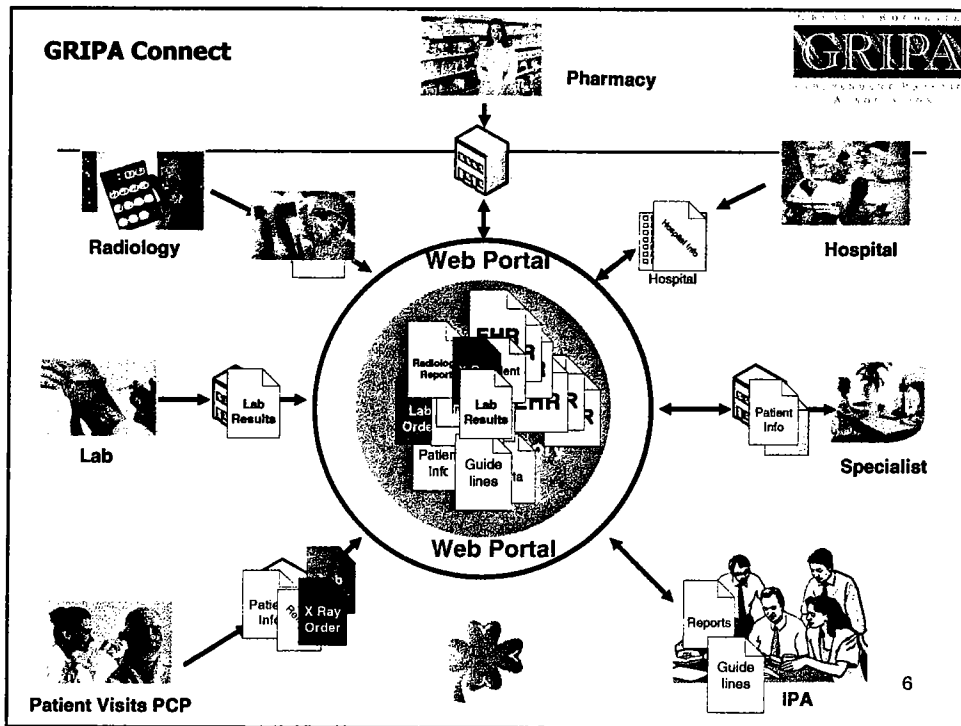 GRIPA Connect
GRIPA
Pharmacy
Radiology
Hospital Info
Hospital
Hospital
Web Portal
EHR
Radiology
Report
Lab
Results
EHR
Lab
Order
Patient
Info
Guide
lines
Web Portal
Lab
Results
Lab
Patient
Info
Specialist
Patient
Info
X Ray
Order
Patient Visits PCP
Reports
Guide
lines
IPA
6